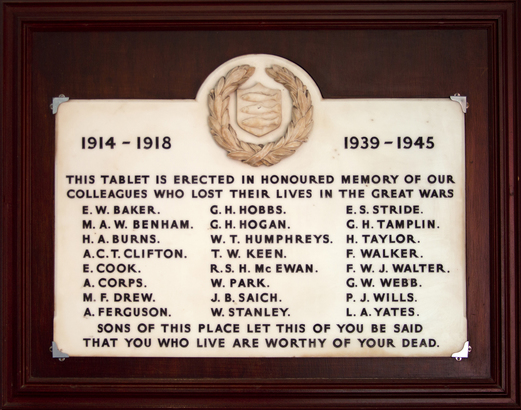 1914 – 1918 1939 – 1945
THIS TABLET IS ERECTED IN HONOURED MEMORY OF OUR
COLLEAGUES WHO LOST THEIR LIVES IN THE GREAT WARS
E. W. BAKER. G. H. HOBBS. E. S. STRIDE.
M. A. W. BENHAM. G. H. HOGAN. G. H. TAMPLIN.
H. A. BURNS. W. T. HUMPHREYS. H. TAYLOR.
A. C. T. CLIFTON. T. W. KEEN. F. WALKER.
E. COOK. R. S. H. Mc EWAN. F. W. J. WALTER.
A. CORPS. W. PARK. G. W. WEBB.
M. F. DREW. J. B. SAICH. P. J. WILLS.
A. FERGUSON. W. STANLEY. L. A. YATES.
SONS OF THIS PLACE LET THIS OF YOU BE SAID
THAT YOU WHO LIVE ARE WORTHY OF YOUR DEAD.